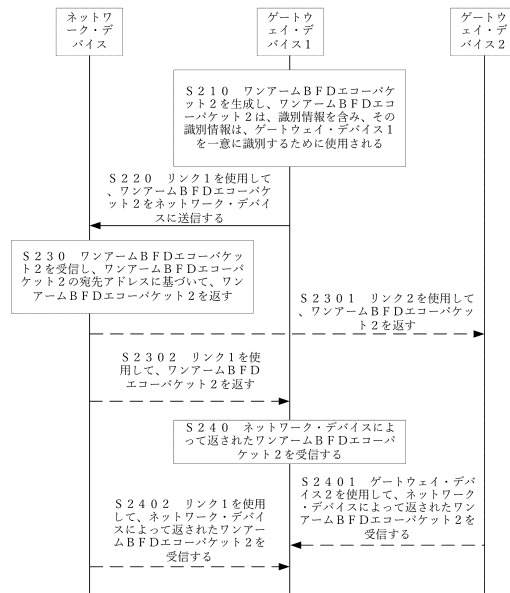 ネットワ
ーク・デ
バイス
ゲートウ
ェイ・デ
バイス１
ゲートウ
ェイ・デ
バイス２
Ｓ２１０　ワンアームＢＦＤエコーパケ
ット２を生成し、ワンアームＢＦＤエコ
ーパケット２は、識別情報を含み、その
識別情報は、ゲートウェイ・デバイス１
を一意に識別するために使用される
Ｓ２２０　リンク１を使用して
、ワンアームＢＦＤエコーパケ
ット２をネットワーク・デバイ
スに送信する
Ｓ２３０　ワンアームＢＦＤエコーパケッ
ト２を受信し、ワンアームＢＦＤエコーパ
ケット２の宛先アドレスに基づいて、ワン
アームＢＦＤエコーパケット２を返す
Ｓ２３０１　リンク２を使用して
、ワンアームＢＦＤエコーパケッ
ト２を返す
Ｓ２３０２　リンク１を使
用して、ワンアームＢＦＤ
エコーパケット２を返す
Ｓ２４０　ネットワーク・デバイスによ
って返されたワンアームＢＦＤエコーパ
ケット２を受信する
Ｓ２４０１　ゲートウェイ・デバ
イス２を使用して、ネットワーク
・デバイスによって返されたワン
アームＢＦＤエコーパケット２を
受信する
Ｓ２４０２　リンク１を使用
して、ネットワーク・デバイ
スによって返されたワンアー
ムＢＦＤエコーパケット２を
受信する